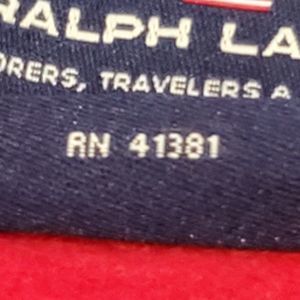 RALPH LA
ORERS, TRAVELERS A
RN 41381